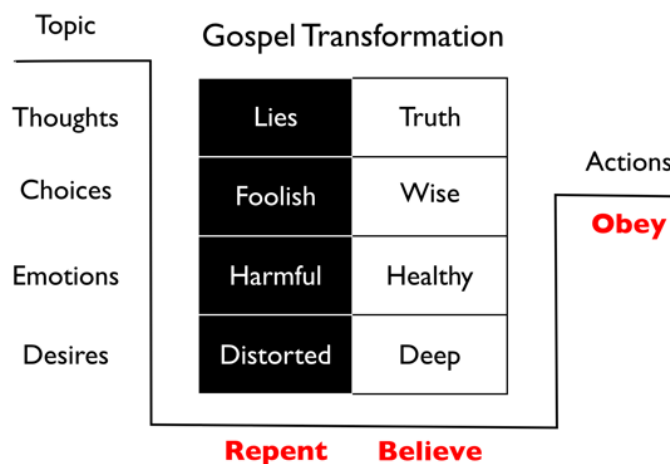 Topic
Gospel Transformation
Thoughts Lies Truth
Actions
Choices Foolish Wise
Obey
Emotions Harmful Healthy
Desires Distorted Deep
Repent Believe